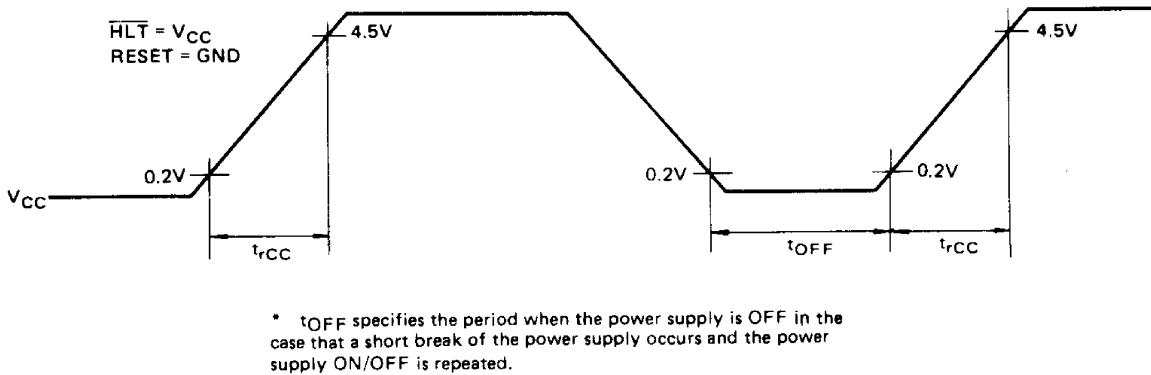 HLT = VCC
RESET = GND
4.5V
4.5V
0.2V
0.2V
0.2V
VCC
trCC
tOFF
trCC
* tOFF specifies the period when the power supply is OFF in the
case that a short break of the power supply occurs and the power
supply ON/OFF is repeated.